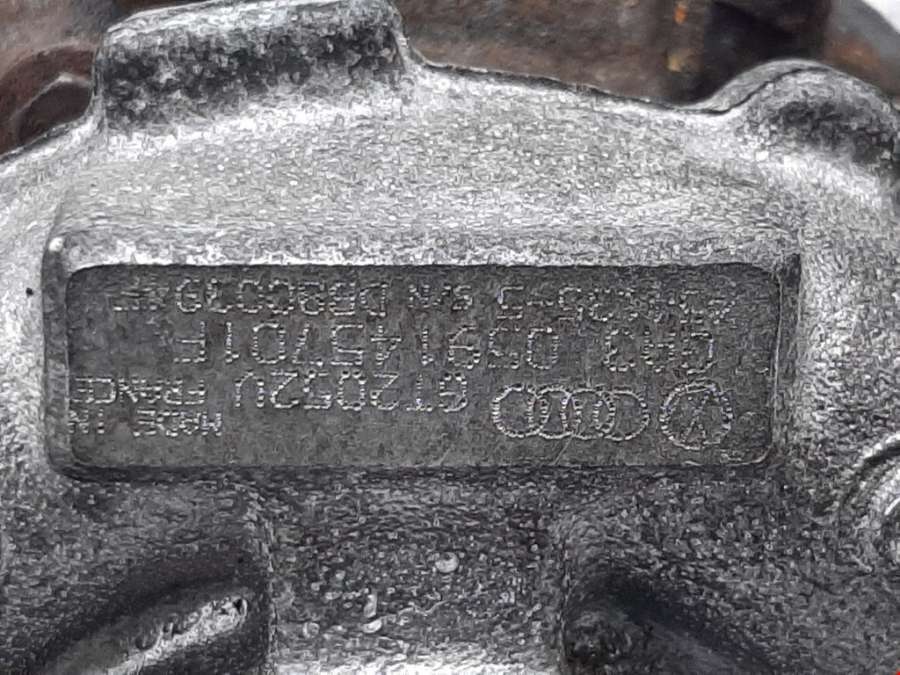 GT2052V MADE IN
FRANCE
059145701F
454135-5 S/N